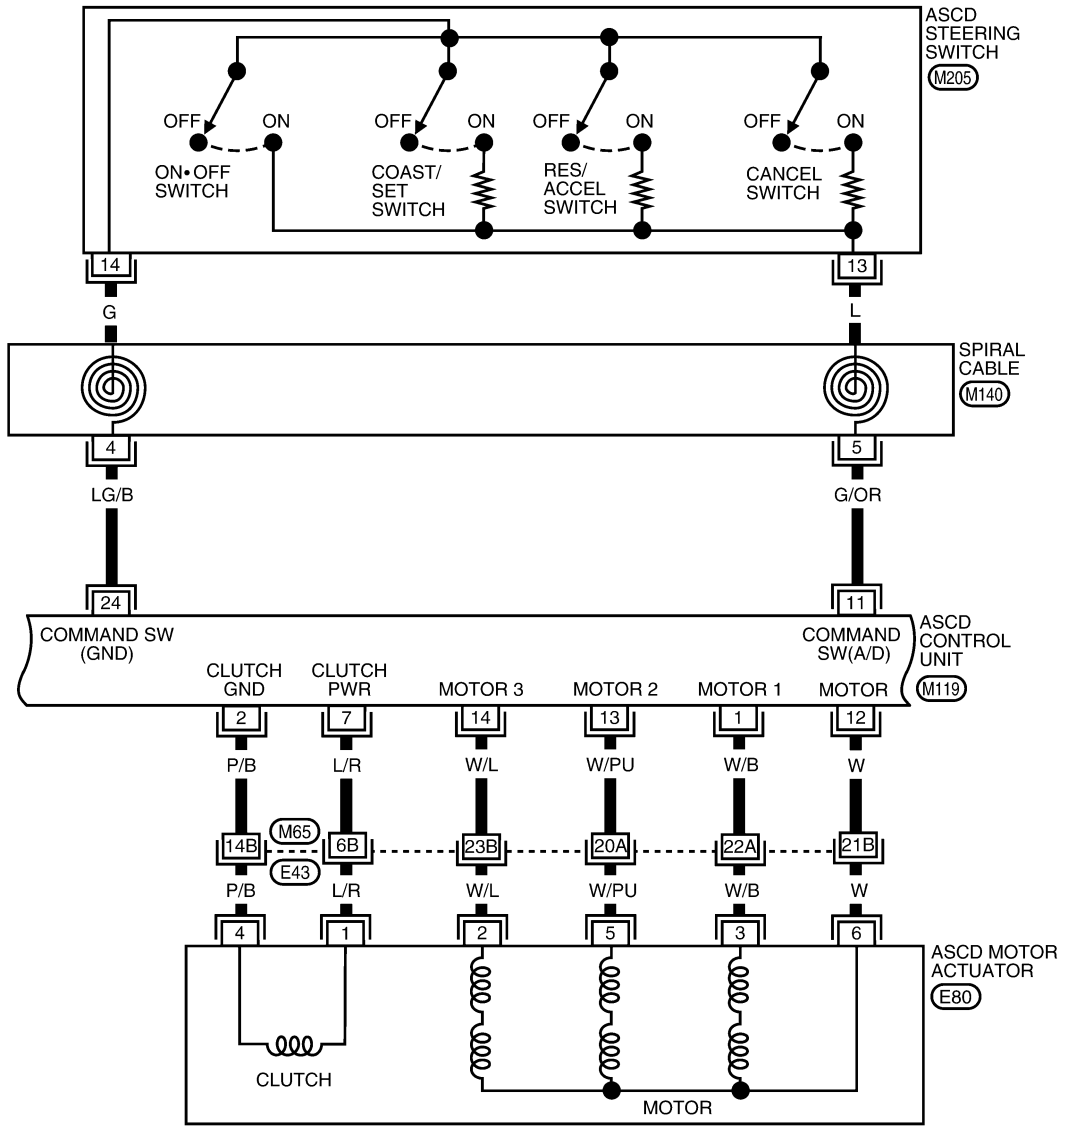 ASCD
STEERING
SWITCH
M205
OFF ON
OFF ON
OFF ON
OFF ON
ON•OFF
SWITCH
COAST/
SET
SWITCH
RES/
ACCEL
SWITCH
CANCEL
SWITCH
14 13
G L
SPIRAL
CABLE
M140
4 5
LG/B G/OR
24 11
COMMAND SW
(GND)
COMMAND
SW(A/D)
ASCD
CONTROL
UNIT
M119
CLUTCH
GND
CLUTCH
PWR
MOTOR 3
MOTOR 2
MOTOR 1
MOTOR
2 7 14 13 1 12
P/B L/R W/L W/PU W/B W
M65
14B 6B 23B 20A 22A 21B
E43
P/B L/R W/L W/PU W/B W
4 1 2 5 3 6
ASCD MOTOR
ACTUATOR
E80
CLUTCH
MOTOR